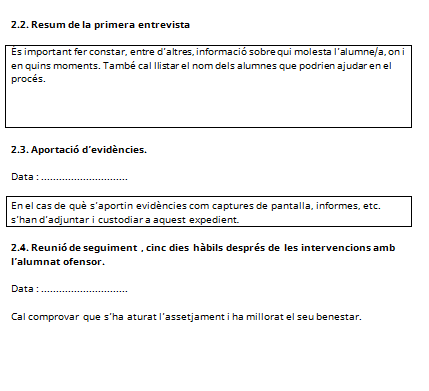 2.2. Resum de la primera entrevista
És important fer constar, entre d'altres, informació sobre qui molesta l'alumne/a, on i
en quins moments. També cal llistar el nom dels alumnes que podrien ajudar en el
procés.
2.3. Aportació d'evidències.
Data : .............................
En el cas de què s'aportin evidències com captures de pantalla, informes, etc.
s'han d'adjuntar i custodiar a aquest expedient.
2.4. Reunió de seguiment , cinc dies hàbils després de les intervencions amb
l'alumnat ofensor.
Data : .............................
Cal comprovar que s'ha aturat l'assetjament i ha millorat el seu benestar.